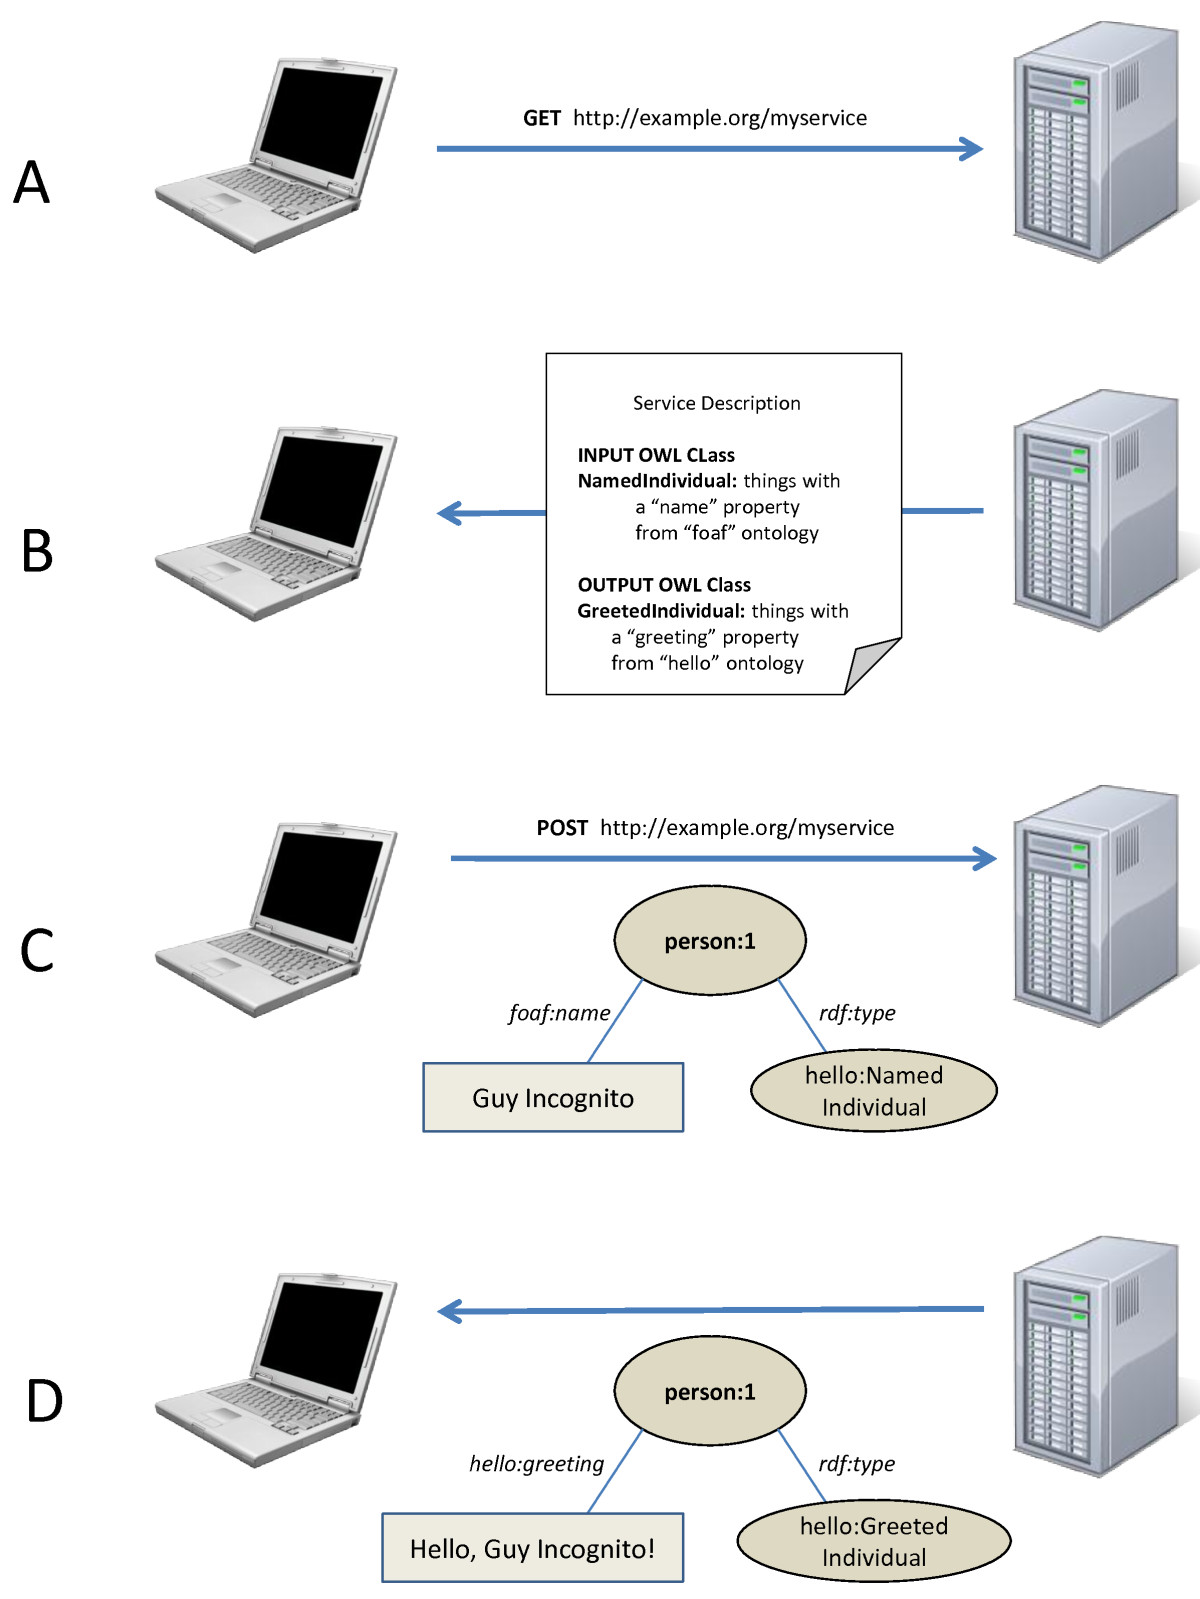 A
GET http://example.org/myservice
B
Service Description
INPUT OWL CLass
NamedIndividual: things with
a “name” property
from “foaf” ontology
OUTPUT OWL Class
GreetedIndividual: things with
a “greeting” property
from “hello” ontology
C
POST http://example.org/myservice
person:1
foaf:name
rdf:type
Guy Incognito
hello:Named
Individual
D
person:1
hello:greeting
rdf:type
Hello, Guy Incognito!
hello:Greeted
Individual